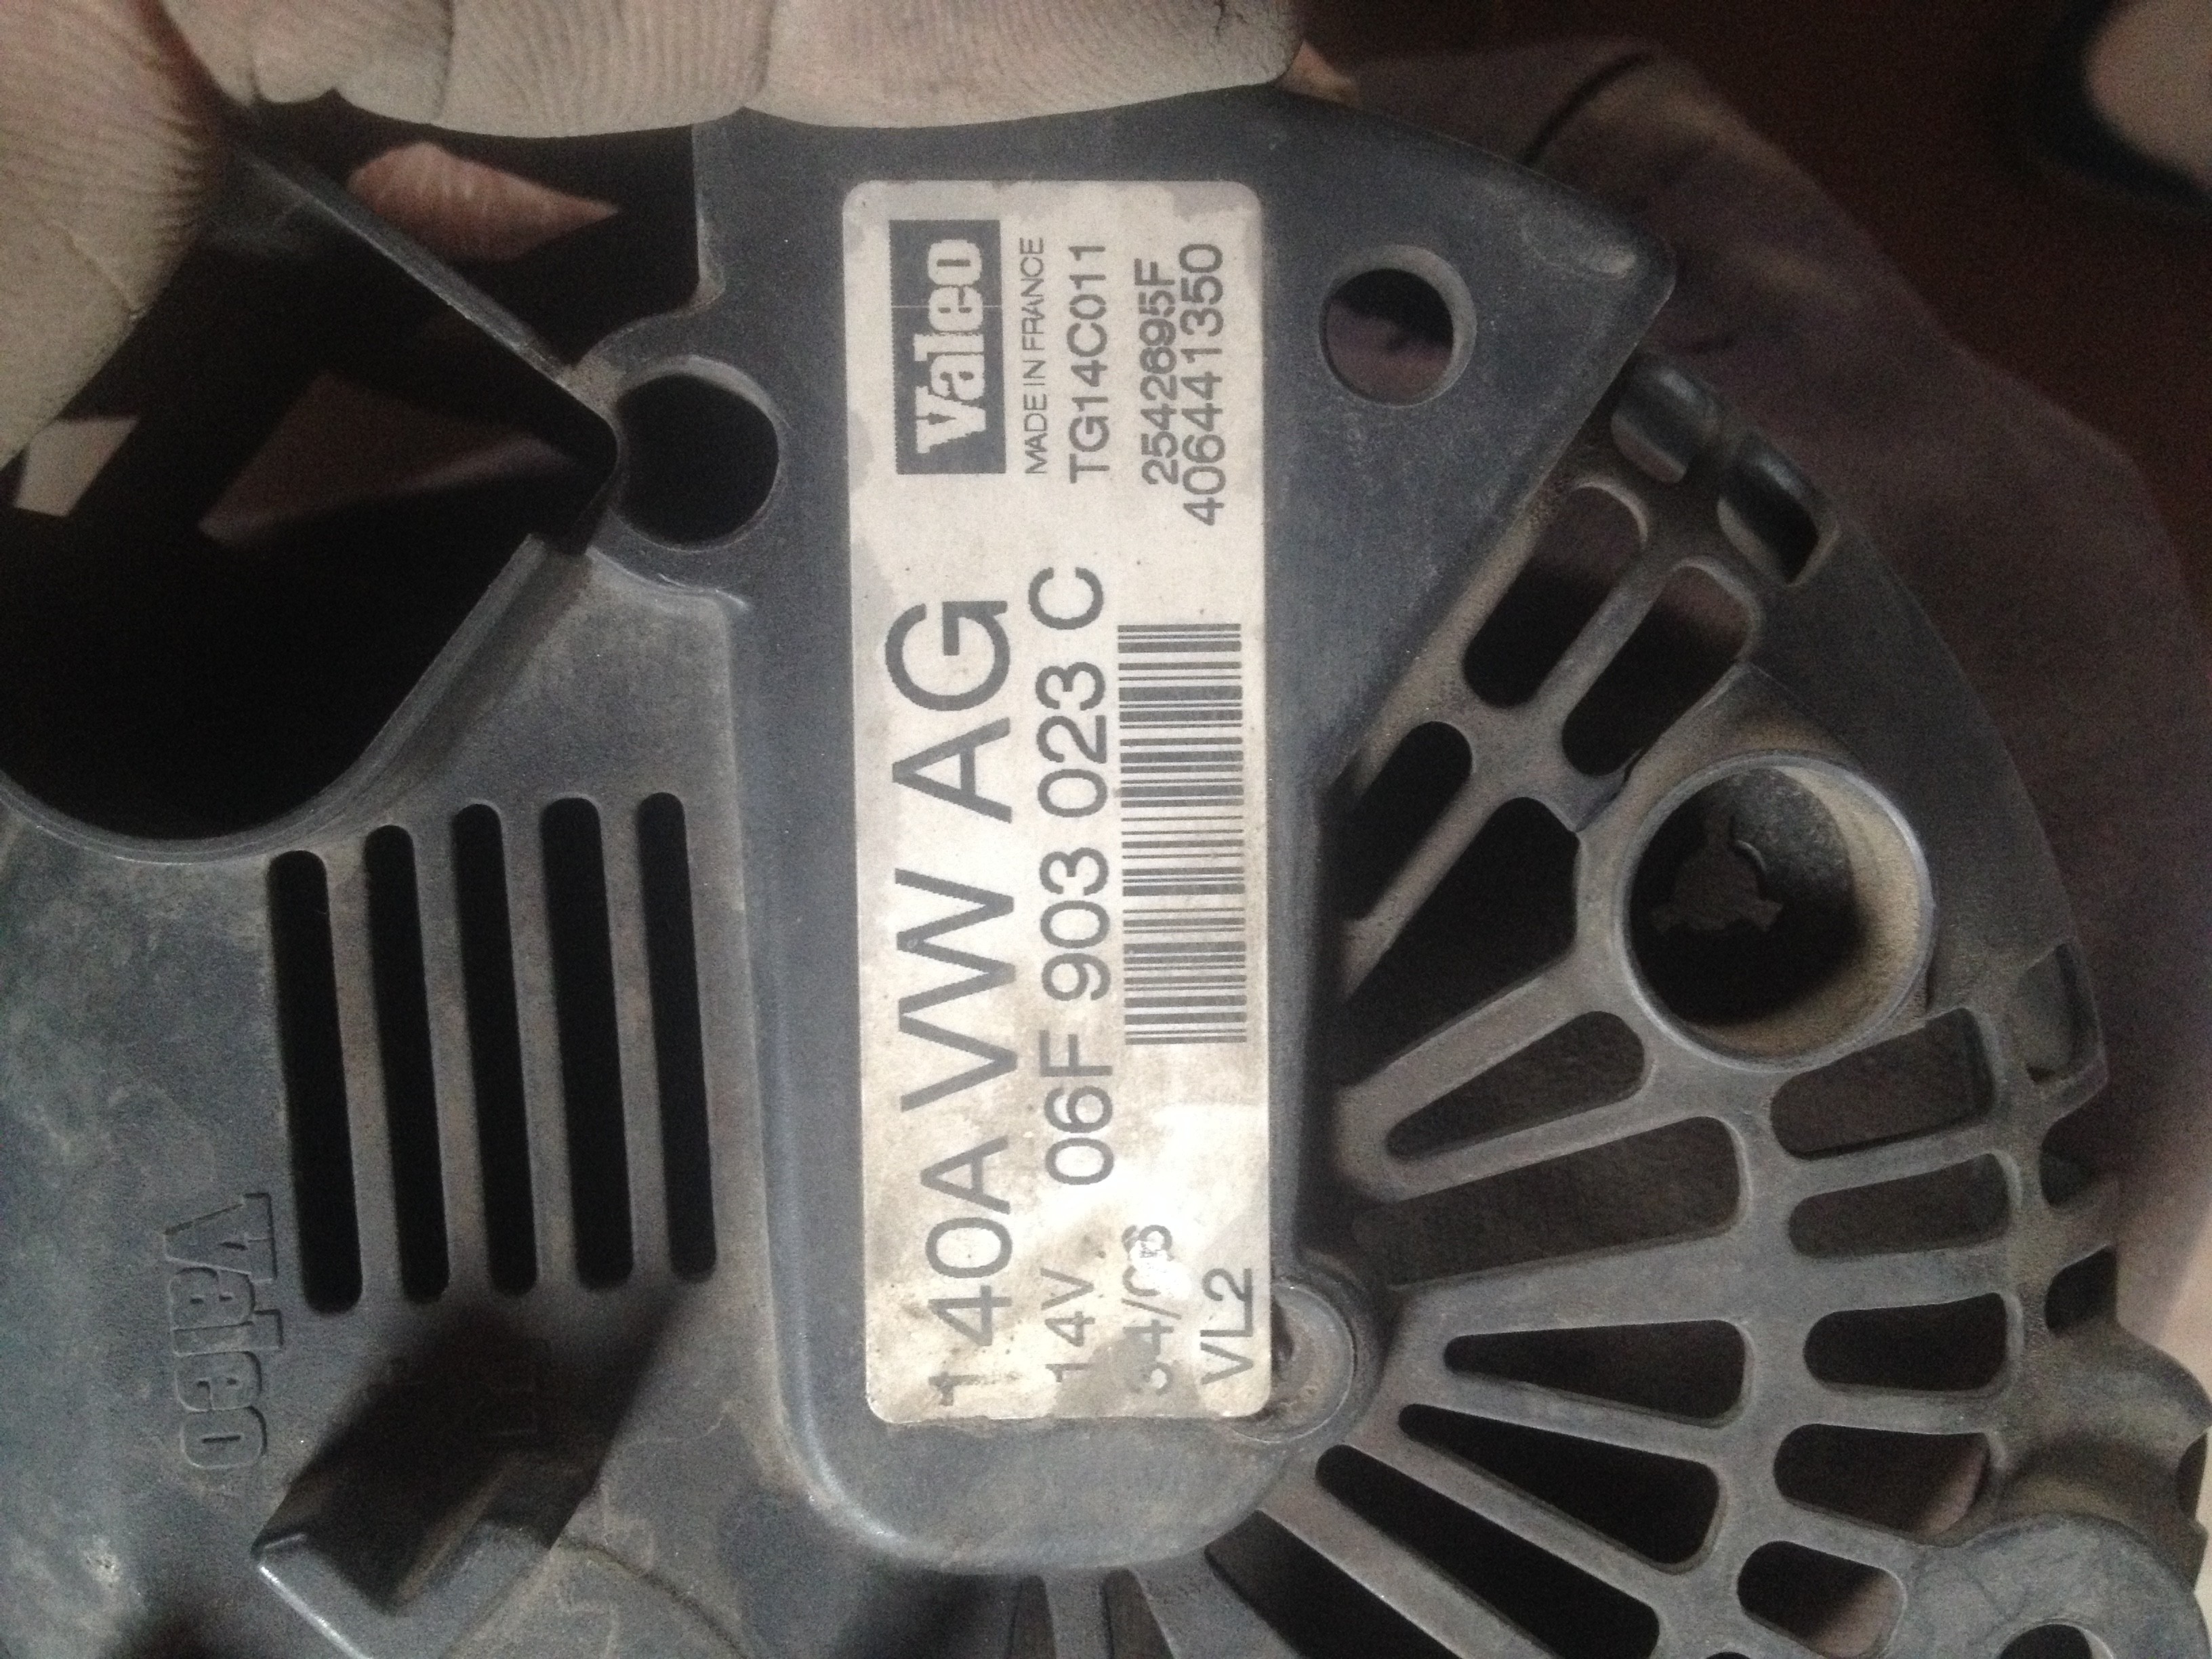 140A VW AG
14V 06F 903 023 C
VL2
Valeo
MADE IN FRANCE
TG14C011
2542695F
406441350
Valeo